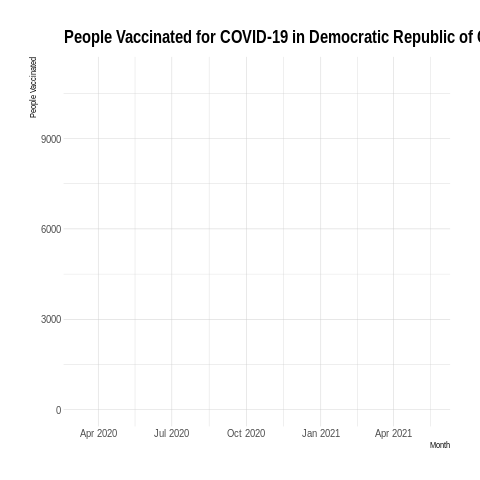 People Vaccinated for COVID-19 in Democratic Republic of
People Vaccinated
9000
6000
3000
0
Apr 2020 Jul 2020 Oct 2020 Jan 2021 Apr 2021
Month